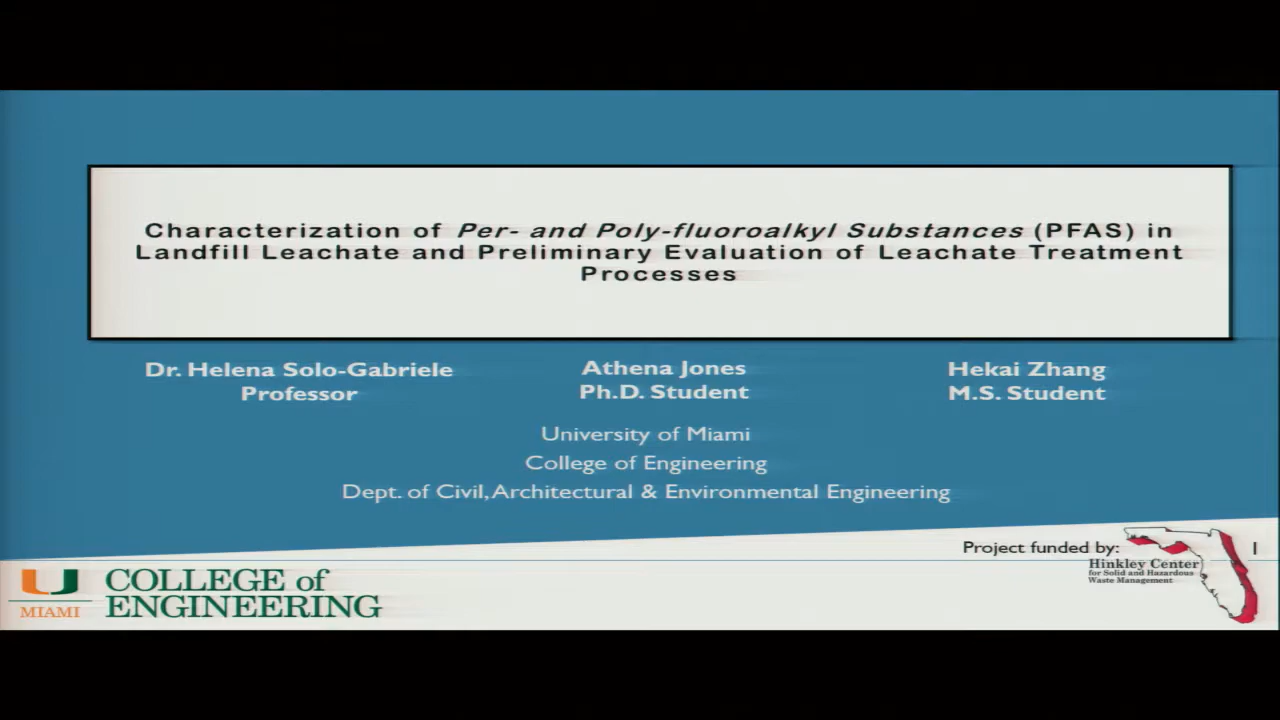 Characterization of Per- and Poly-fluoroalkyl Substances (PFAS) in
Landfill Leachate and Preliminary Evaluation of Leachate Treatment
Processes
Dr. Helena Solo-Gabriele
Professor
Athena Jones
Ph.D. Student
Hekai Zhang
M.S. Student
University of Miami
College of Engineering
Dept. of Civil, Architectural & Environmental Engineering
Project funded by:
Hinkley Center
for Solid and Hazardous
Waste Management
1
U
MIAMI
COLLEGE of
ENGINEERING